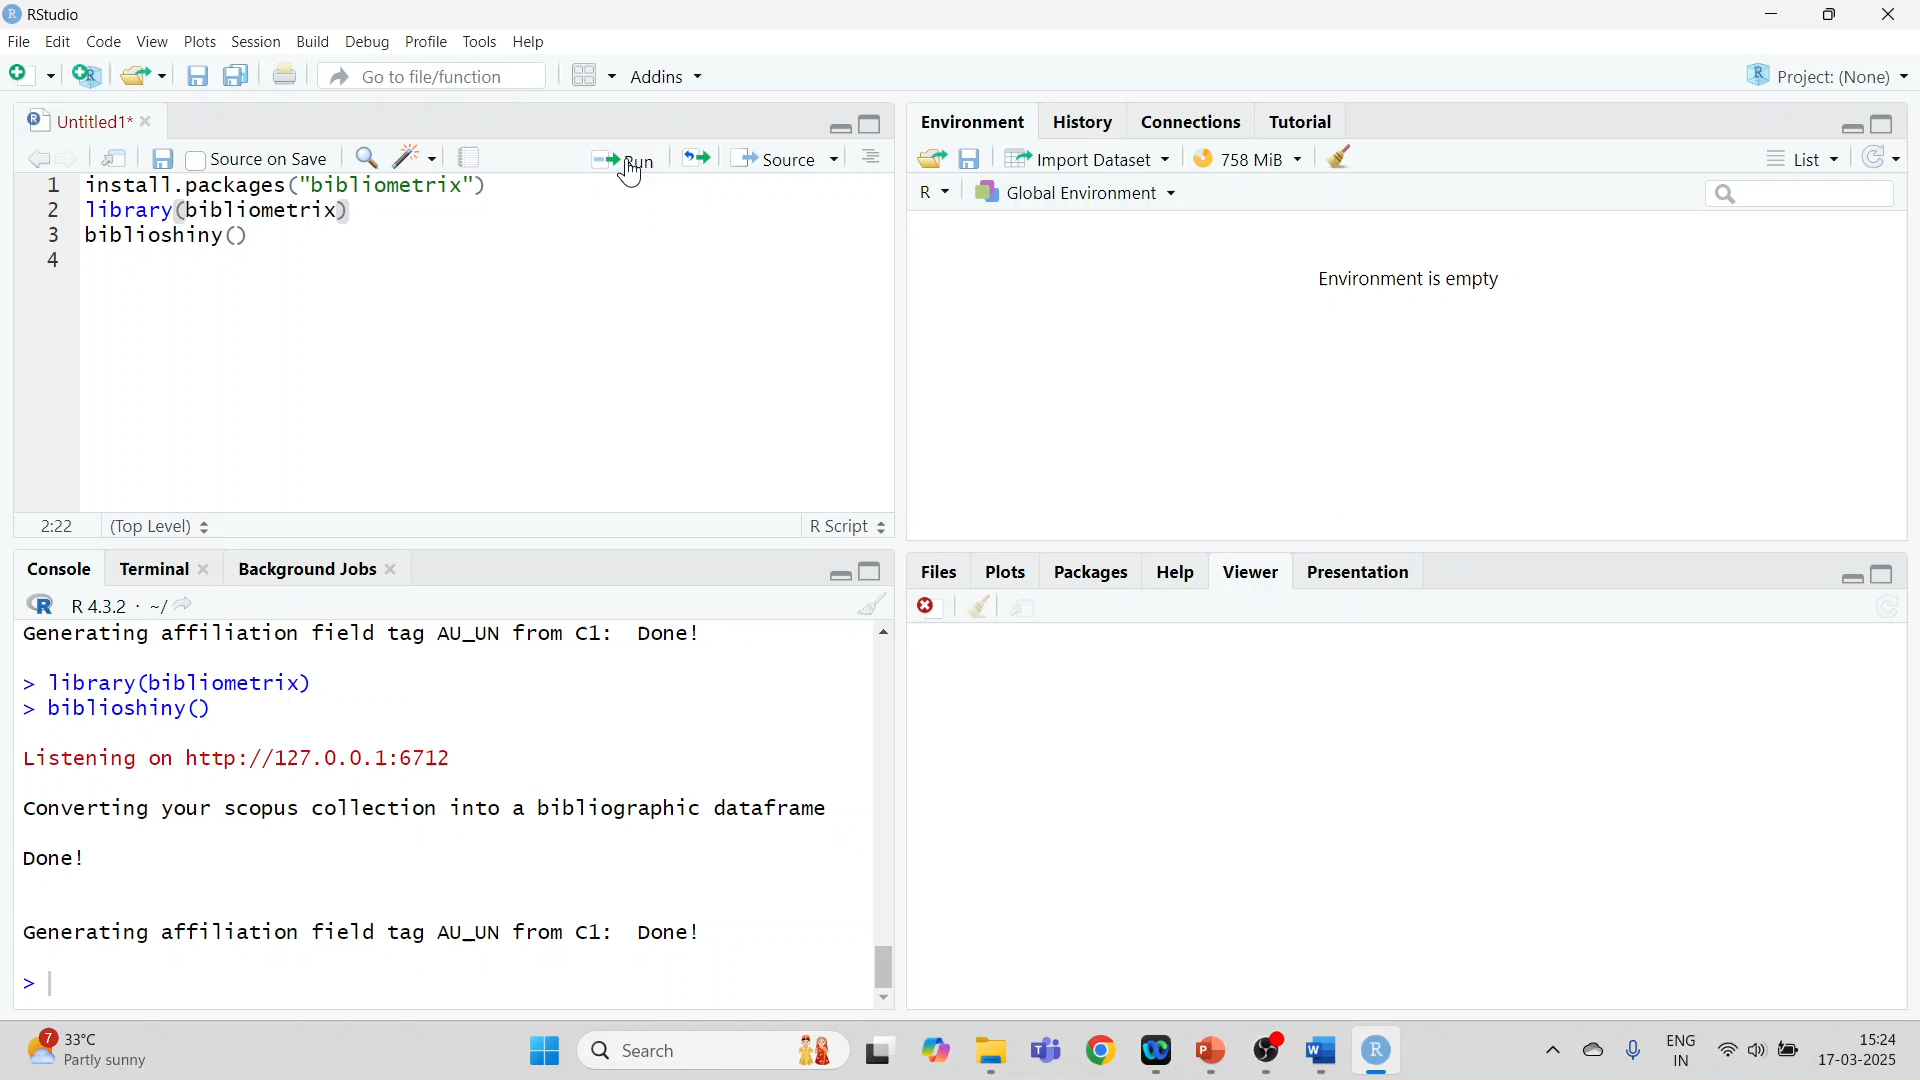 RStudio
File Edit Code View Plots Session Build Debug Profile Tools Help
Go to file/function Addins Project: (None)
Untitled1*
Source on Save Run Source
1 install.packages("bibliometrix")
2 library(bibliometrix)
3 biblioshiny()
4
2:22 (Top Level) R Script
Console Terminal Background Jobs
R 4.3.2 · ~/
Generating affiliation field tag AU_UN from C1: Done!
> library(bibliometrix)
> biblioshiny()
Listening on http://127.0.0.1:6712
Converting your scopus collection into a bibliographic dataframe
Done!
Generating affiliation field tag AU_UN from C1: Done!
>
Environment History Connections Tutorial
Import Dataset 758 MiB List
R Global Environment
Environment is empty
Files Plots Packages Help Viewer Presentation
7 33°C
Partly sunny
Search
ENG
IN
15:24
17-03-2025